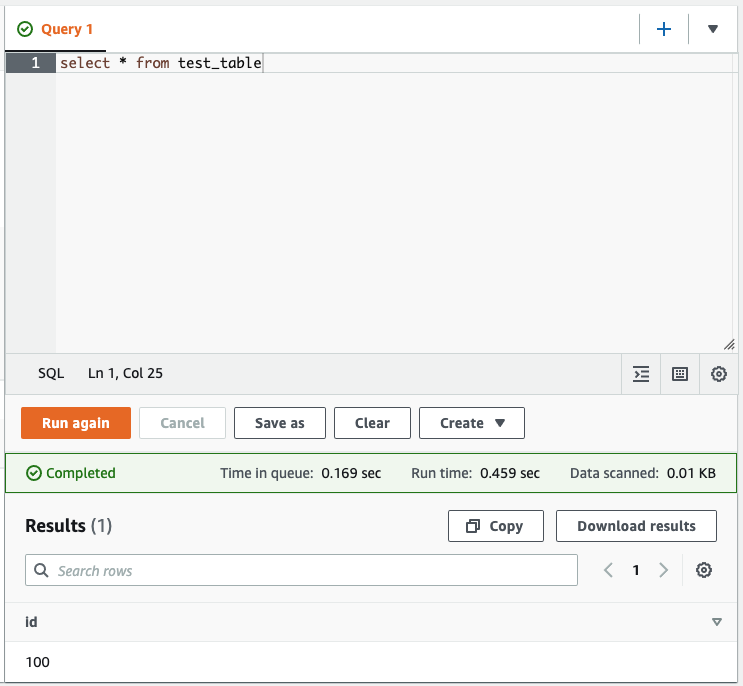 Query 1
1 select * from test_table
SQL Ln 1, Col 25
Run again Cancel Save as Clear Create
Completed Time in queue: 0.169 sec Run time: 0.459 sec Data scanned: 0.01 KB
Results (1) Copy Download results
Search rows 1
id
100